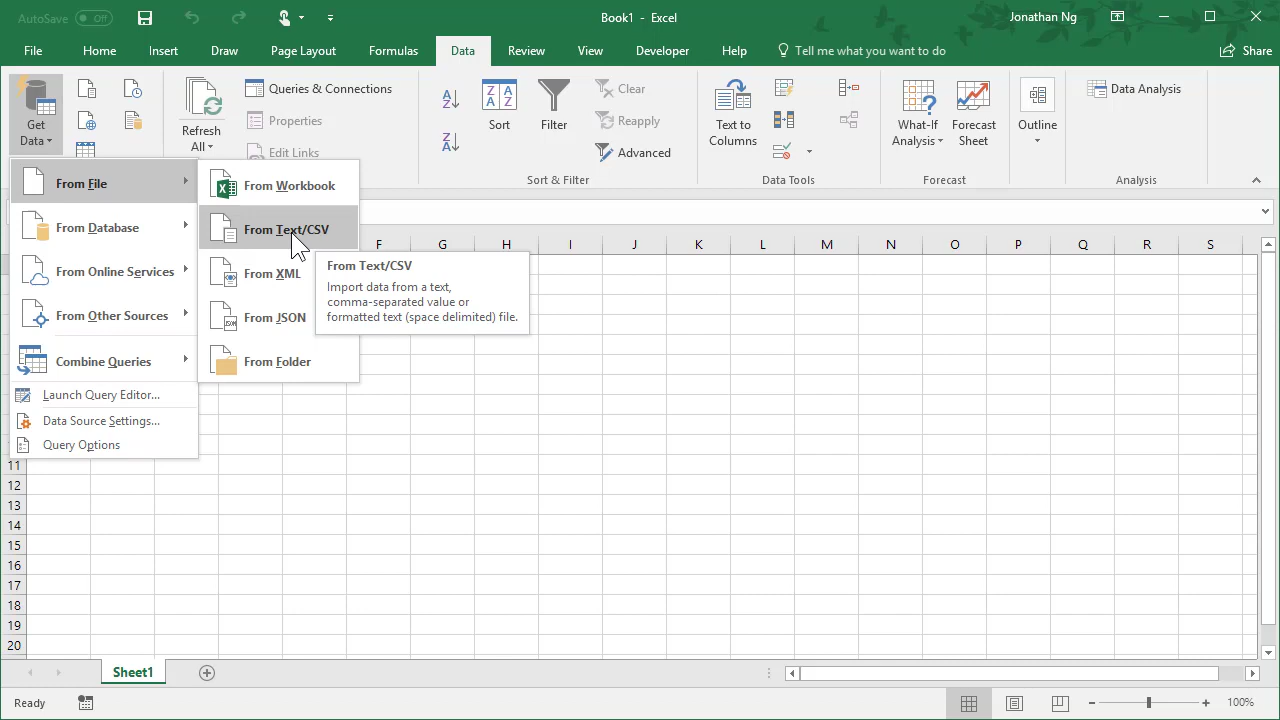 AutoSave Off
Book1 - Excel
Jonathan Ng
File Home Insert Draw Page Layout Formulas Data Review View Developer Help Tell me what you want to do Share
Get Data
Refresh All
Queries & Connections
Properties
Edit Links
Sort
Filter
Clear
Reapply
Advanced
Sort & Filter
Text to Columns
Data Tools
What-If Analysis
Forecast Sheet
Forecast
Outline
Data Analysis
Analysis
From File
From Database
From Online Services
From Other Sources
Combine Queries
Launch Query Editor...
Data Source Settings...
Query Options
From Workbook
From Text/CSV
From XML
From JSON
From Folder
From Text/CSV
Import data from a text,
comma-separated value or
formatted text (space delimited) file.
F G H I J K L M N O P Q R S
11
12
13
14
15
16
17
18
19
20
Sheet1
Ready
100%